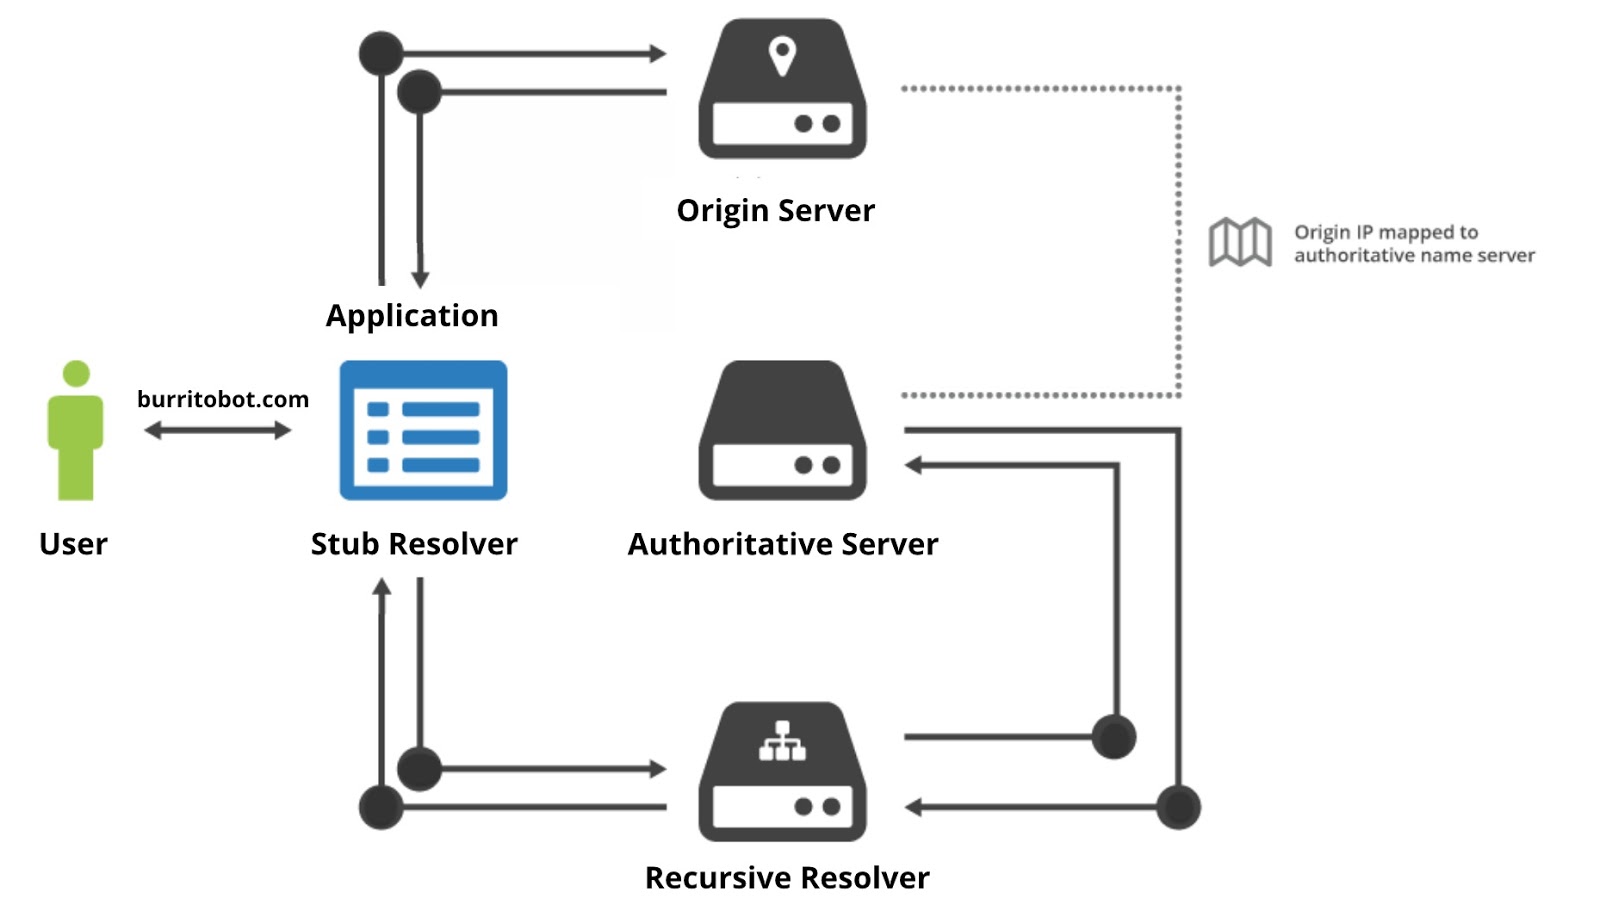 Origin Server
Origin IP mapped to
authoritative name server
Application
burritobot.com
User
Stub Resolver
Authoritative Server
Recursive Resolver